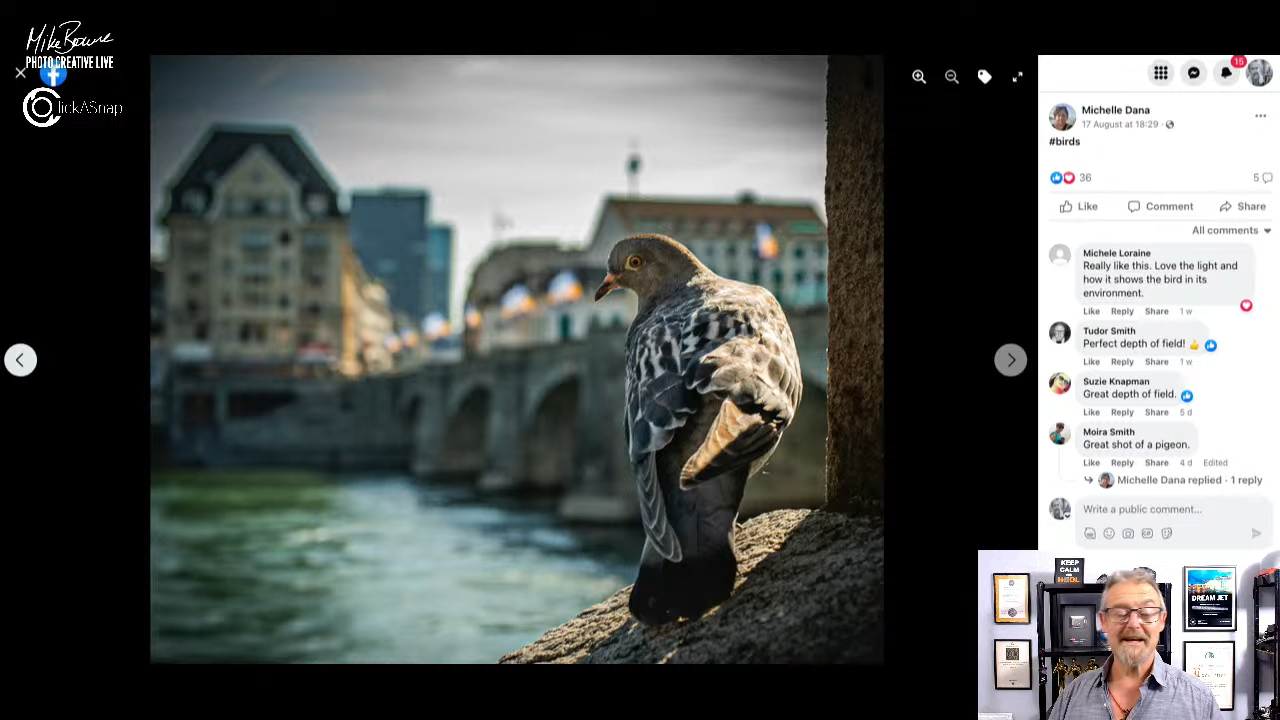 Mike Browne
PHOTO CREATIVE LIVE
ClickASnap
15
Michelle Dana
17 August at 18:29
#birds
36
5
Like
Comment
Share
All comments
Michele Loraine
Really like this. Love the light and
how it shows the bird in its
environment.
Like Reply Share 1 w
Tudor Smith
Perfect depth of field!
Like Reply Share 1 w
Suzie Knapman
Great depth of field.
Like Reply Share 5 d
Moira Smith
Great shot of a pigeon.
Like Reply Share 4 d Edited
Michelle Dana replied · 1 reply
Write a public comment...
GIF
KEEP
CALM
DREAM JET